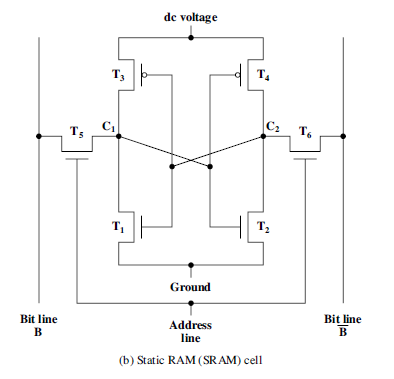 dc voltage
T3
T4
T5
C1
C2
T6
T1
T2
Ground
Bit line
B
Address
line
Bit line
B̅
(b) Static RAM (SRAM) cell